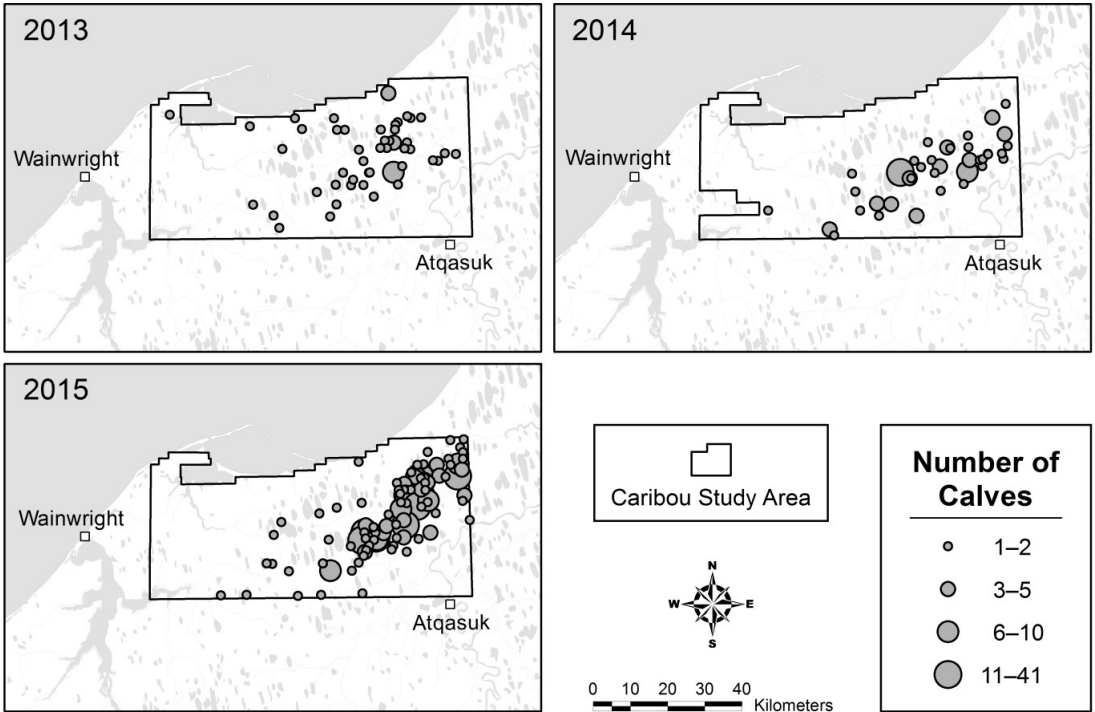 2013
Wainwright
Atqasuk
2014
Wainwright
Atqasuk
2015
Wainwright
Atqasuk
Caribou Study Area
N
W E
S
0 10 20 30 40
Kilometers
Number of
Calves
1–2
3–5
6–10
11–41